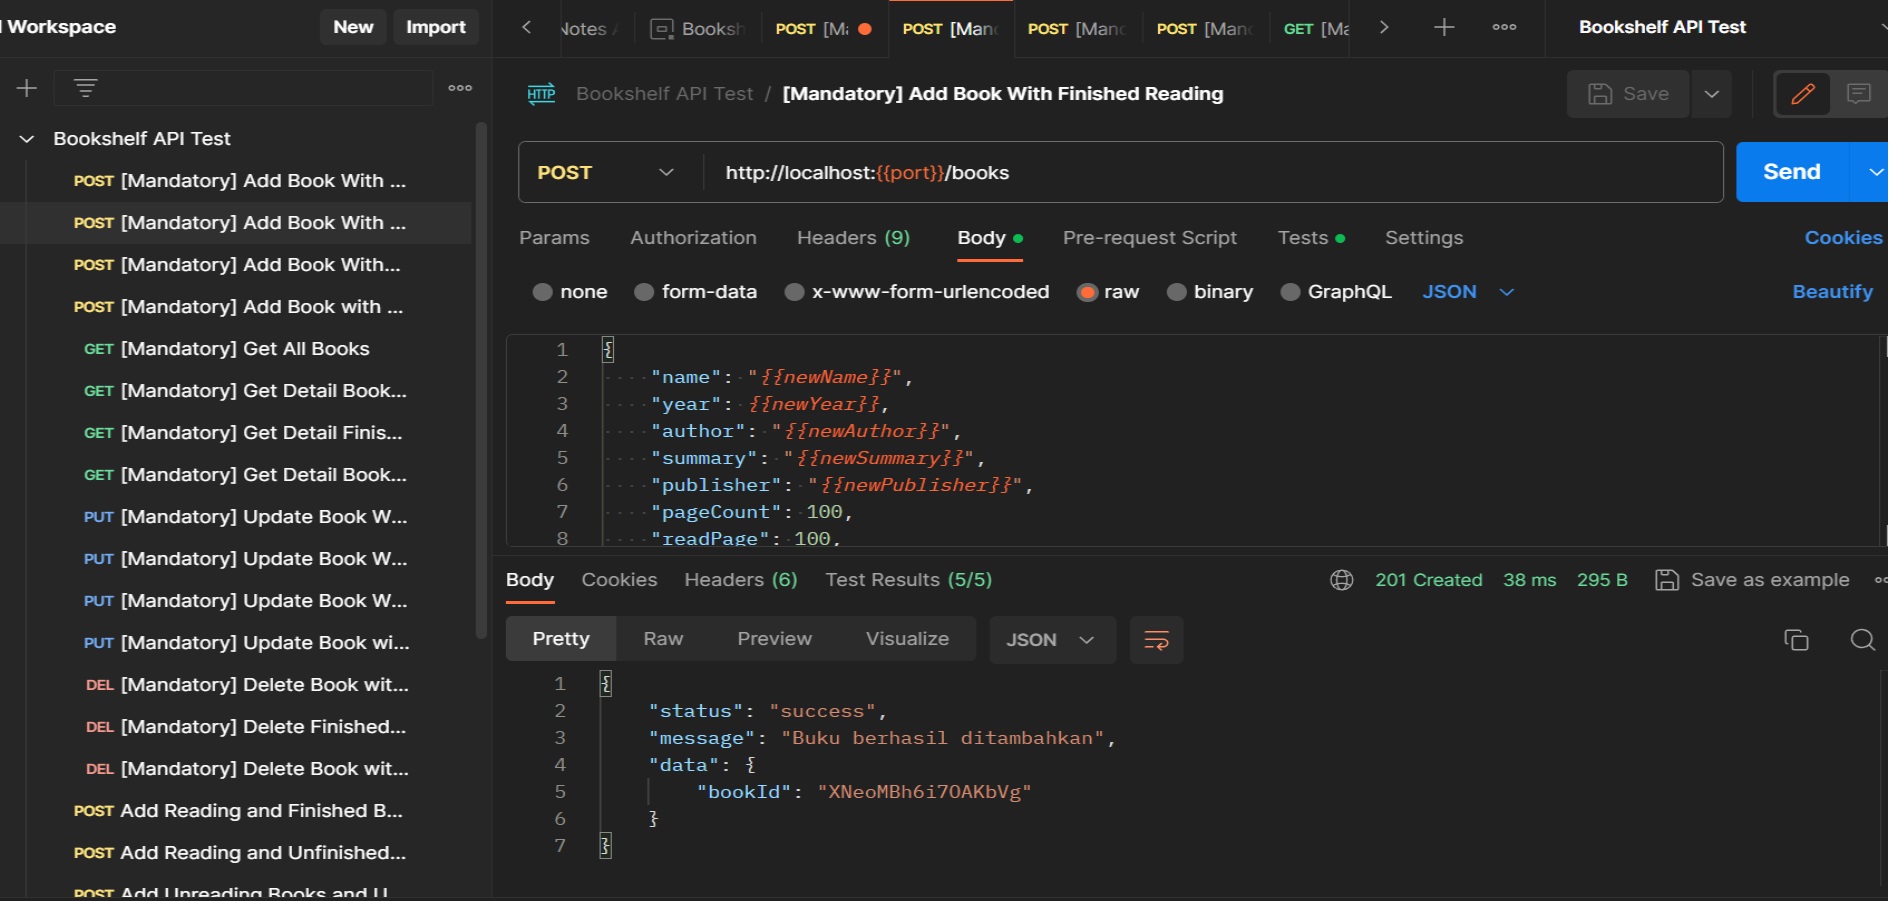 Workspace
New
Import
Notes
Booksh
POST [Ma
POST [Man
POST [Man
POST [Man
GET [Ma
Bookshelf API Test
HTTP
Bookshelf API Test / [Mandatory] Add Book With Finished Reading
Save
Bookshelf API Test
POST [Mandatory] Add Book With ...
POST [Mandatory] Add Book With ...
POST [Mandatory] Add Book With...
POST [Mandatory] Add Book with ...
GET [Mandatory] Get All Books
GET [Mandatory] Get Detail Book...
GET [Mandatory] Get Detail Finis...
GET [Mandatory] Get Detail Book...
PUT [Mandatory] Update Book W...
PUT [Mandatory] Update Book W...
PUT [Mandatory] Update Book W...
PUT [Mandatory] Update Book wi...
DEL [Mandatory] Delete Book wit...
DEL [Mandatory] Delete Finished...
DEL [Mandatory] Delete Book wit...
POST Add Reading and Finished B...
POST Add Reading and Unfinished...
POST Add Unreading Books and U
POST
http://localhost:{{port}}/books
Send
Params
Authorization
Headers (9)
Body
Pre-request Script
Tests
Settings
Cookies
none
form-data
x-www-form-urlencoded
raw
binary
GraphQL
JSON
Beautify
1 {
2 "name": "{{newName}}",
3 "year": {{newYear}},
4 "author": "{{newAuthor}}",
5 "summary": "{{newSummary}}",
6 "publisher": "{{newPublisher}}",
7 "pageCount": 100,
8 "readPage": 100,
Body
Cookies
Headers (6)
Test Results (5/5)
201 Created
38 ms
295 B
Save as example
Pretty
Raw
Preview
Visualize
JSON
1 {
2 "status": "success",
3 "message": "Buku berhasil ditambahkan",
4 "data": {
5 "bookId": "XNeoMBh6i7OAKbVg"
6 }
7 }